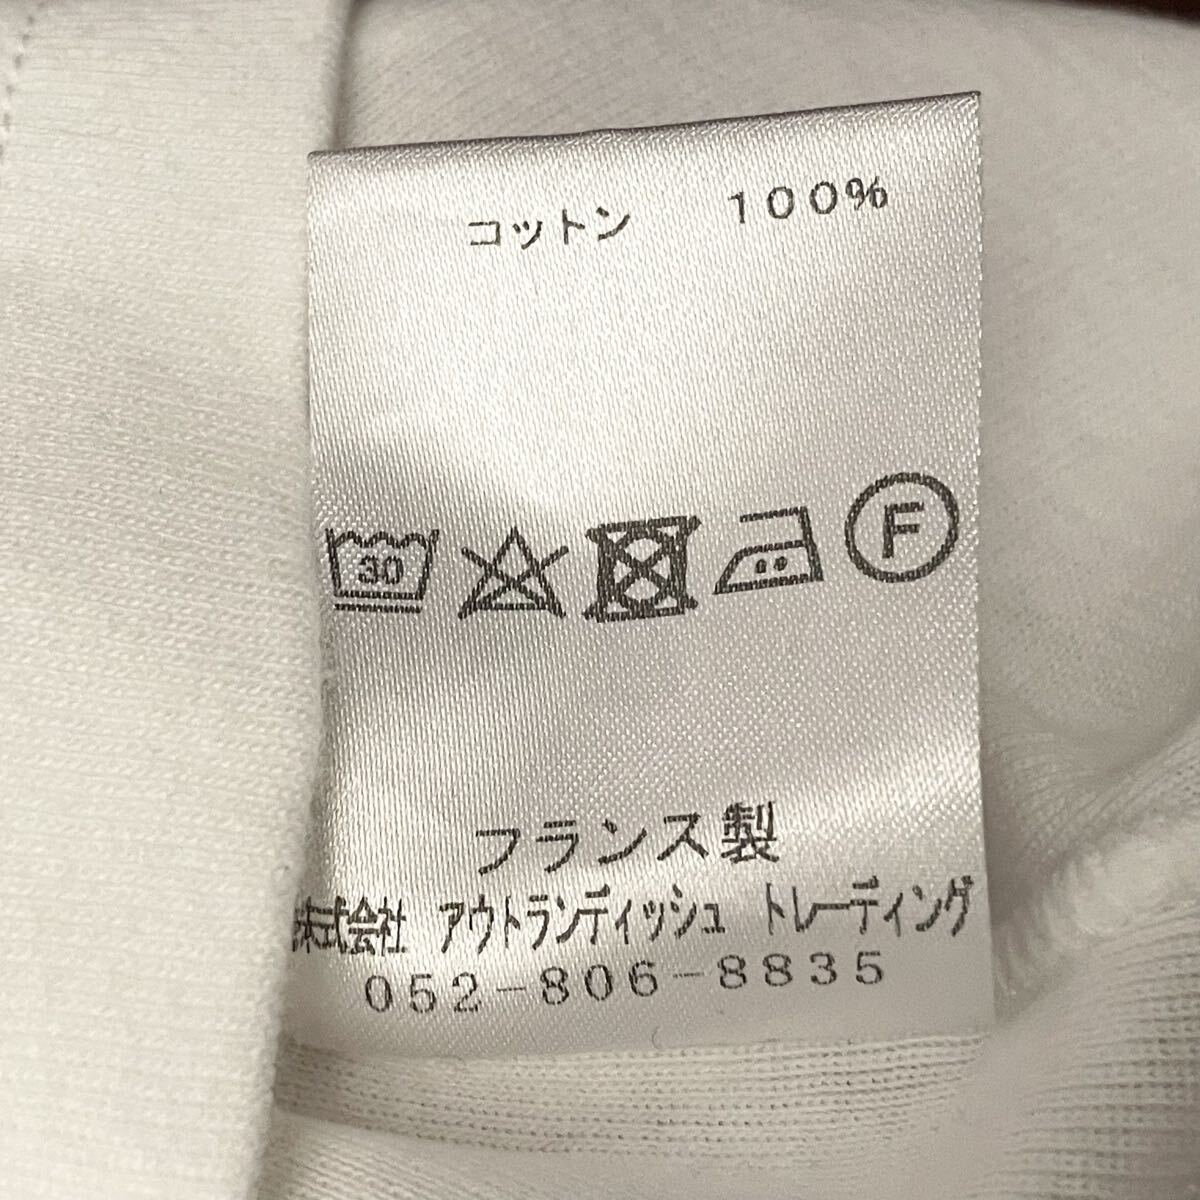 コットン 100%
30 F
フランス製
株式会社 アウトランディッシュ トレーディング
052-806-8835